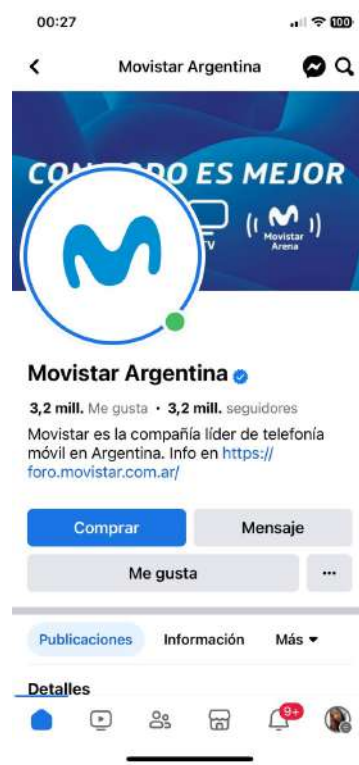 00:27
100
Movistar Argentina
ES MEJOR
TV
Movistar
Arena
Movistar Argentina
3,2 mill. Me gusta • 3,2 mill. seguidores
Movistar es la compañía líder de telefonía
móvil en Argentina. Info en https://
foro.movistar.com.ar/
Comprar
Mensaje
Me gusta
...
Publicaciones
Información
Más
Detalles
9+